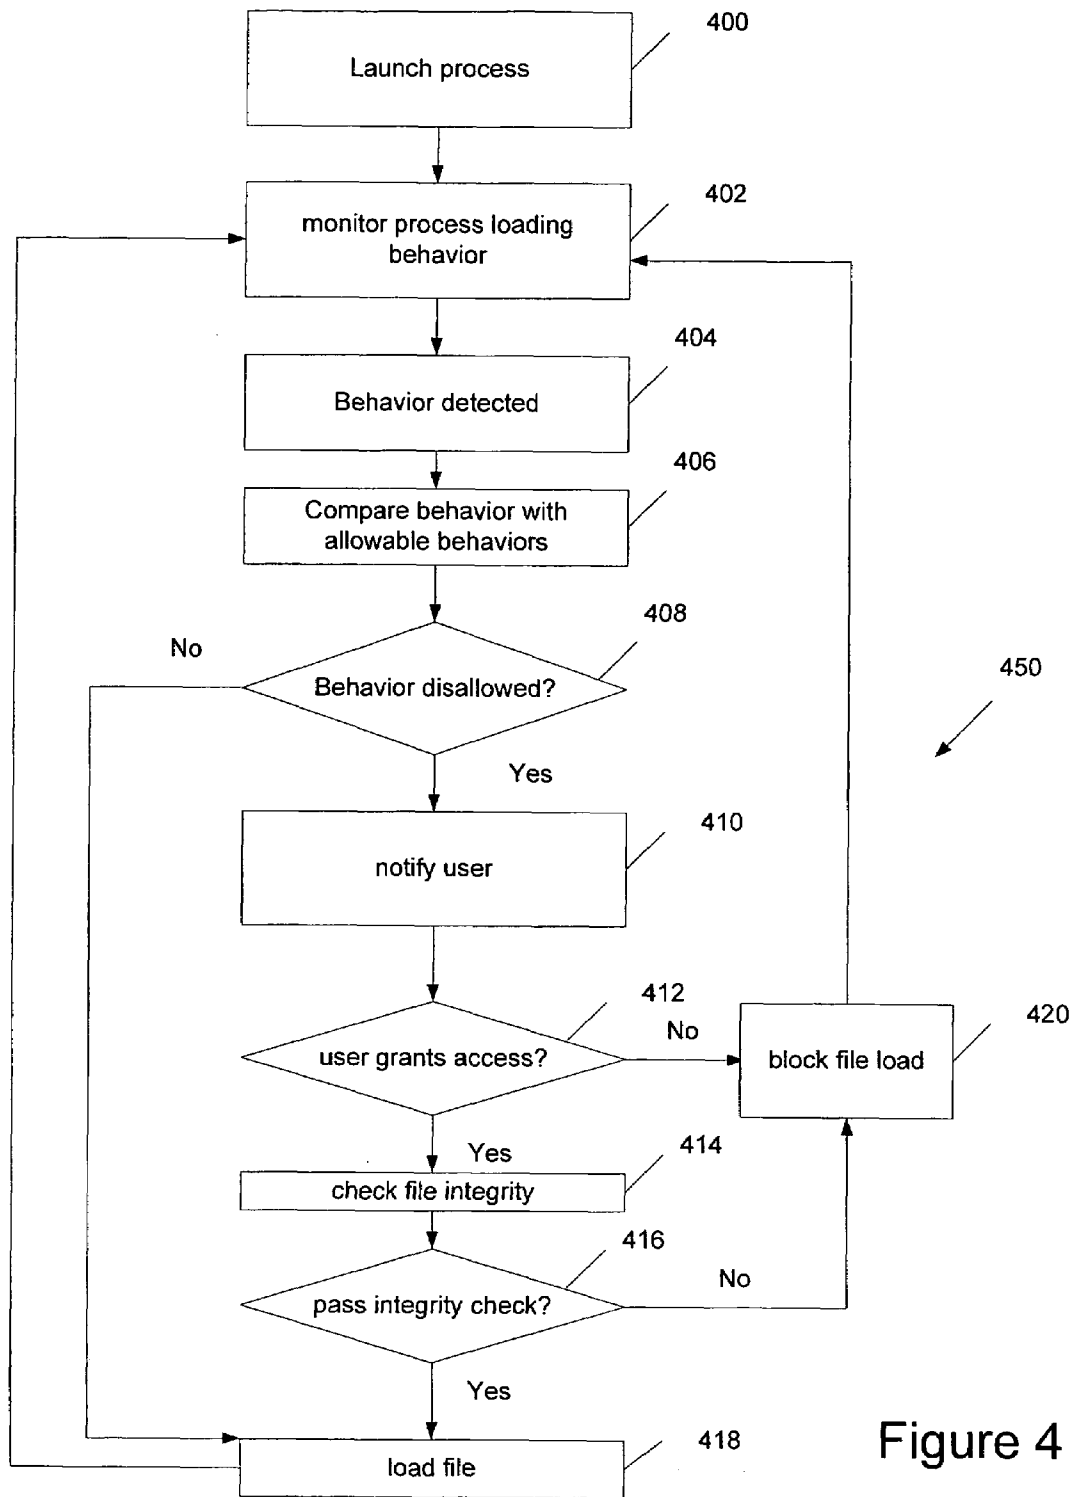 400
Launch process
402
monitor process loading
behavior
404
Behavior detected
406
Compare behavior with
allowable behaviors
408
No
Behavior disallowed?
450
Yes
410
notify user
412
No
user grants access?
420
block file load
Yes
414
check file integrity
416
No
pass integrity check?
Yes
418
load file
Figure 4